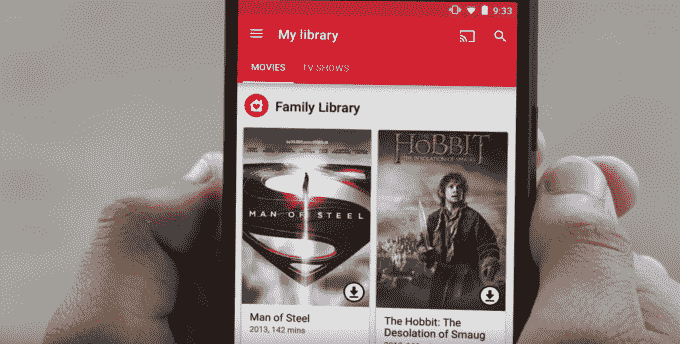 9:33
My library
MOVIES TV SHOWS
Family Library
MAN OF STEEL
THE HOBBIT
THE DESOLATION OF SMAUG
Man of Steel
2013, 142 mins
The Hobbit: The
Desolation of Smaug